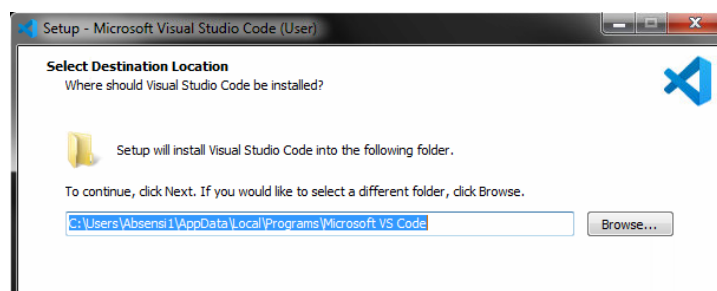 Setup - Microsoft Visual Studio Code (User)
Select Destination Location
Where should Visual Studio Code be installed?
Setup will install Visual Studio Code into the following folder.
To continue, click Next. If you would like to select a different folder, click Browse.
C:\Users\Absensi1\AppData\Local\Programs\Microsoft VS Code
Browse...